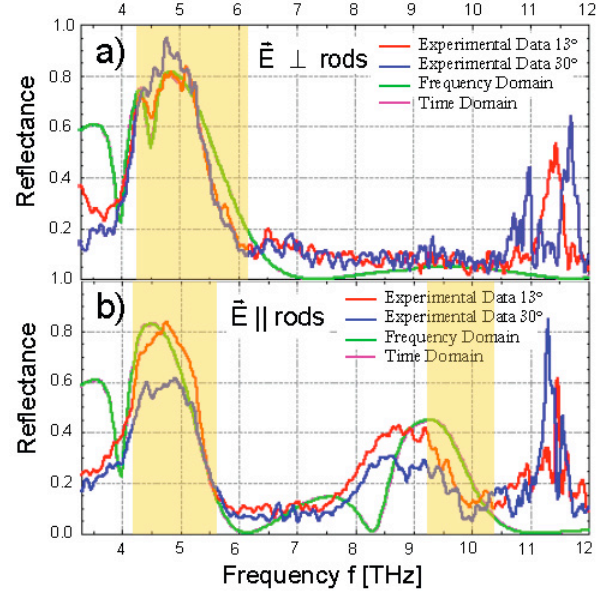 4 5 6 7 8 9 10 11 12
1.0
a) E⃗ ⊥ rods
Experimental Data 13°
Experimental Data 30°
Frequency Domain
Time Domain
0.8
0.6
0.4
0.2
1.0
Reflectance
b) E⃗ || rods
Experimental Data 13°
Experimental Data 30°
Frequency Domain
Time Domain
0.8
0.6
0.4
0.2
0.0
Reflectance
4 5 6 7 8 9 10 11 12
Frequency f [THz]